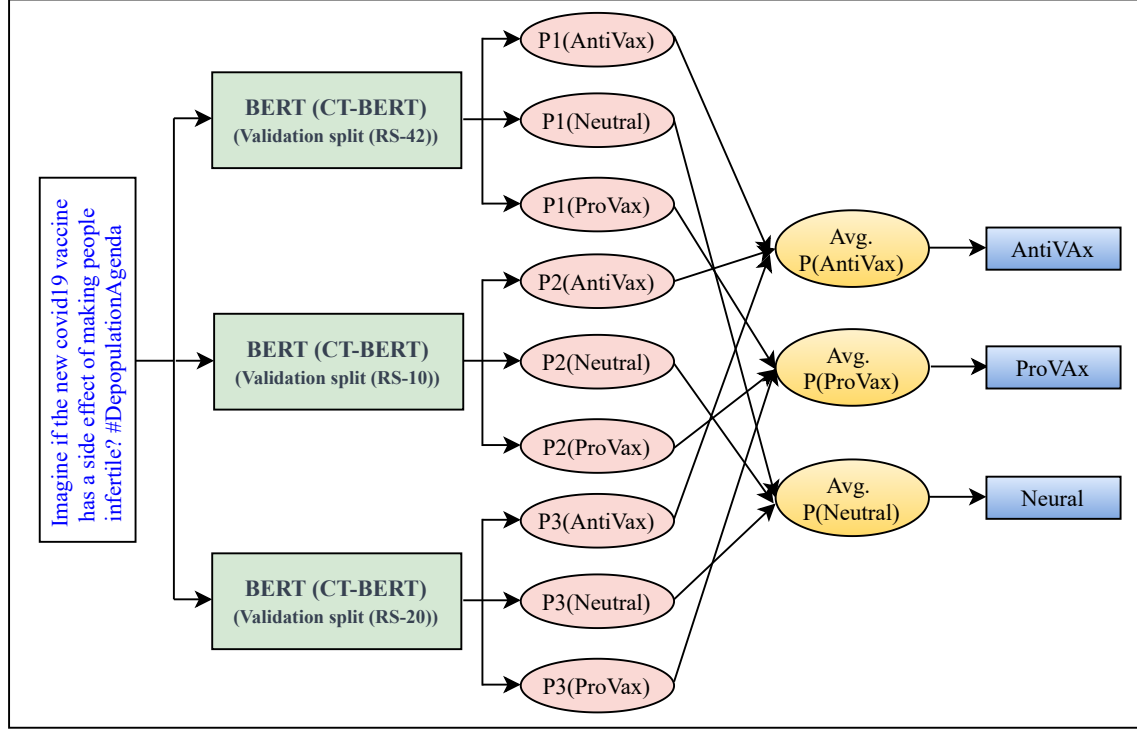 Imagine if the new covid19 vaccine
has a side effect of making people
infertile? #DepopulationAgenda
BERT (CT-BERT)
(Validation split (RS-42))
BERT (CT-BERT)
(Validation split (RS-10))
BERT (CT-BERT)
(Validation split (RS-20))
P1(AntiVax)
P1(Neutral)
P1(ProVax)
P2(AntiVax)
P2(Neutral)
P2(ProVax)
P3(AntiVax)
P3(Neutral)
P3(ProVax)
Avg.
P(AntiVax)
Avg.
P(ProVax)
Avg.
P(Neutral)
AntiVAx
ProVAx
Neural